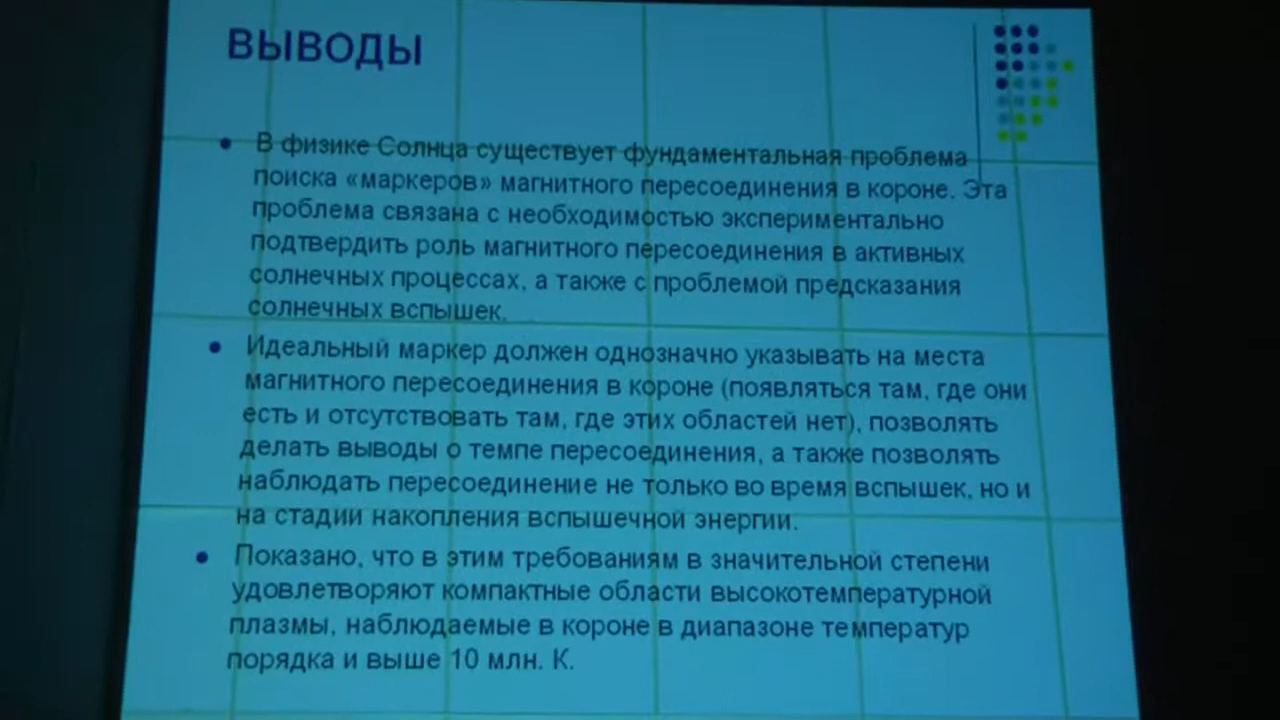 ВЫВОДЫ
В физике Солнца существует фундаментальная проблема
поиска «маркеров» магнитного пересоединения в короне. Эта
проблема связана с необходимостью экспериментально
подтвердить роль магнитного пересоединения в активных
солнечных процессах, а также с проблемой предсказания
солнечных вспышек.
Идеальный маркер должен однозначно указывать на места
магнитного пересоединения в короне (появляться там, где они
есть и отсутствовать там, где этих областей нет), позволять
делать выводы о темпе пересоединения, а также позволять
наблюдать пересоединение не только во время вспышек, но и
на стадии накопления вспышечной энергии.
Показано, что в этим требованиям в значительной степени
удовлетворяют компактные области высокотемпературной
плазмы, наблюдаемые в короне в диапазоне температур
порядка и выше 10 млн. К.